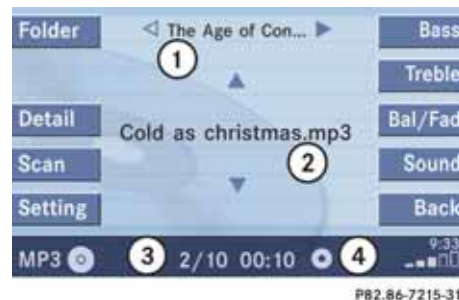 Folder
The Age of Con...
Bass
1
Treble
Detail
Bal/Fad
Cold as christmas.mp3
Scan
2
Sound
Setting
Back
MP3
3
2/10 00:10
4
9:33
P82.86-7215-31